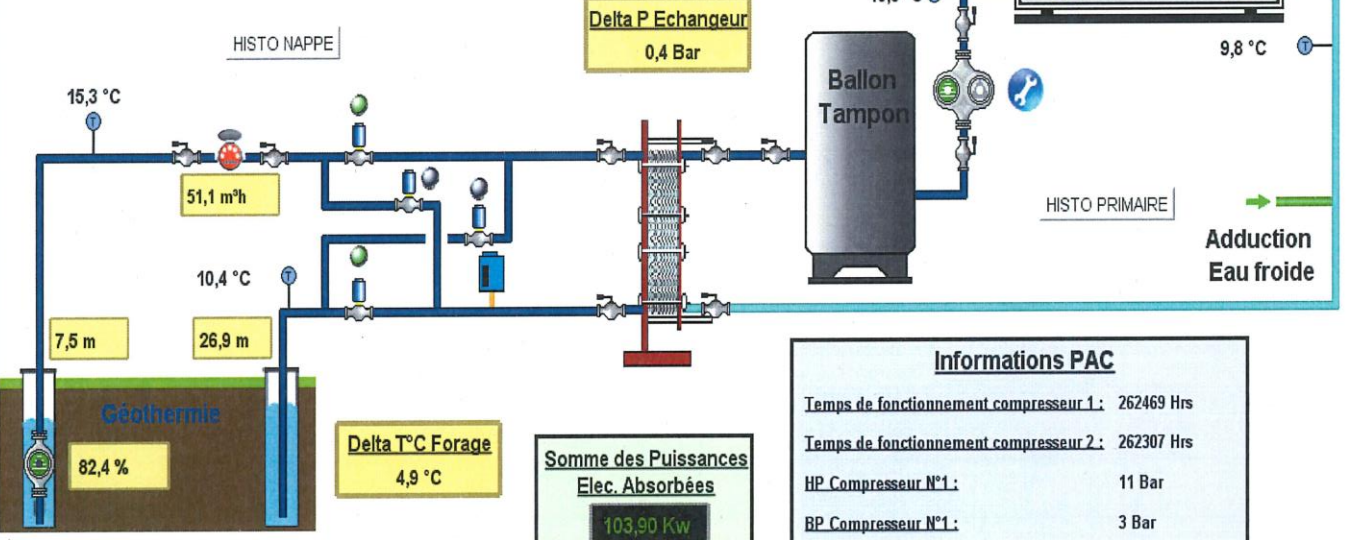 Delta P Echangeur
0,4 Bar
HISTO NAPPE
9,8 °C
15,3 °C
Ballon
Tampon
T
T
51,1 m³h
HISTO PRIMAIRE
Adduction
Eau froide
10,4 °C
T
7,5 m
26,9 m
Géothermie
82,4 %
Delta T°C Forage
4,9 °C
Somme des Puissances
Elec. Absorbées
103,90 Kw
Informations PAC
Temps de fonctionnement compresseur 1 : 262469 Hrs
Temps de fonctionnement compresseur 2 : 262307 Hrs
HP Compresseur N°1 : 11 Bar
BP Compresseur N°1 : 3 Bar